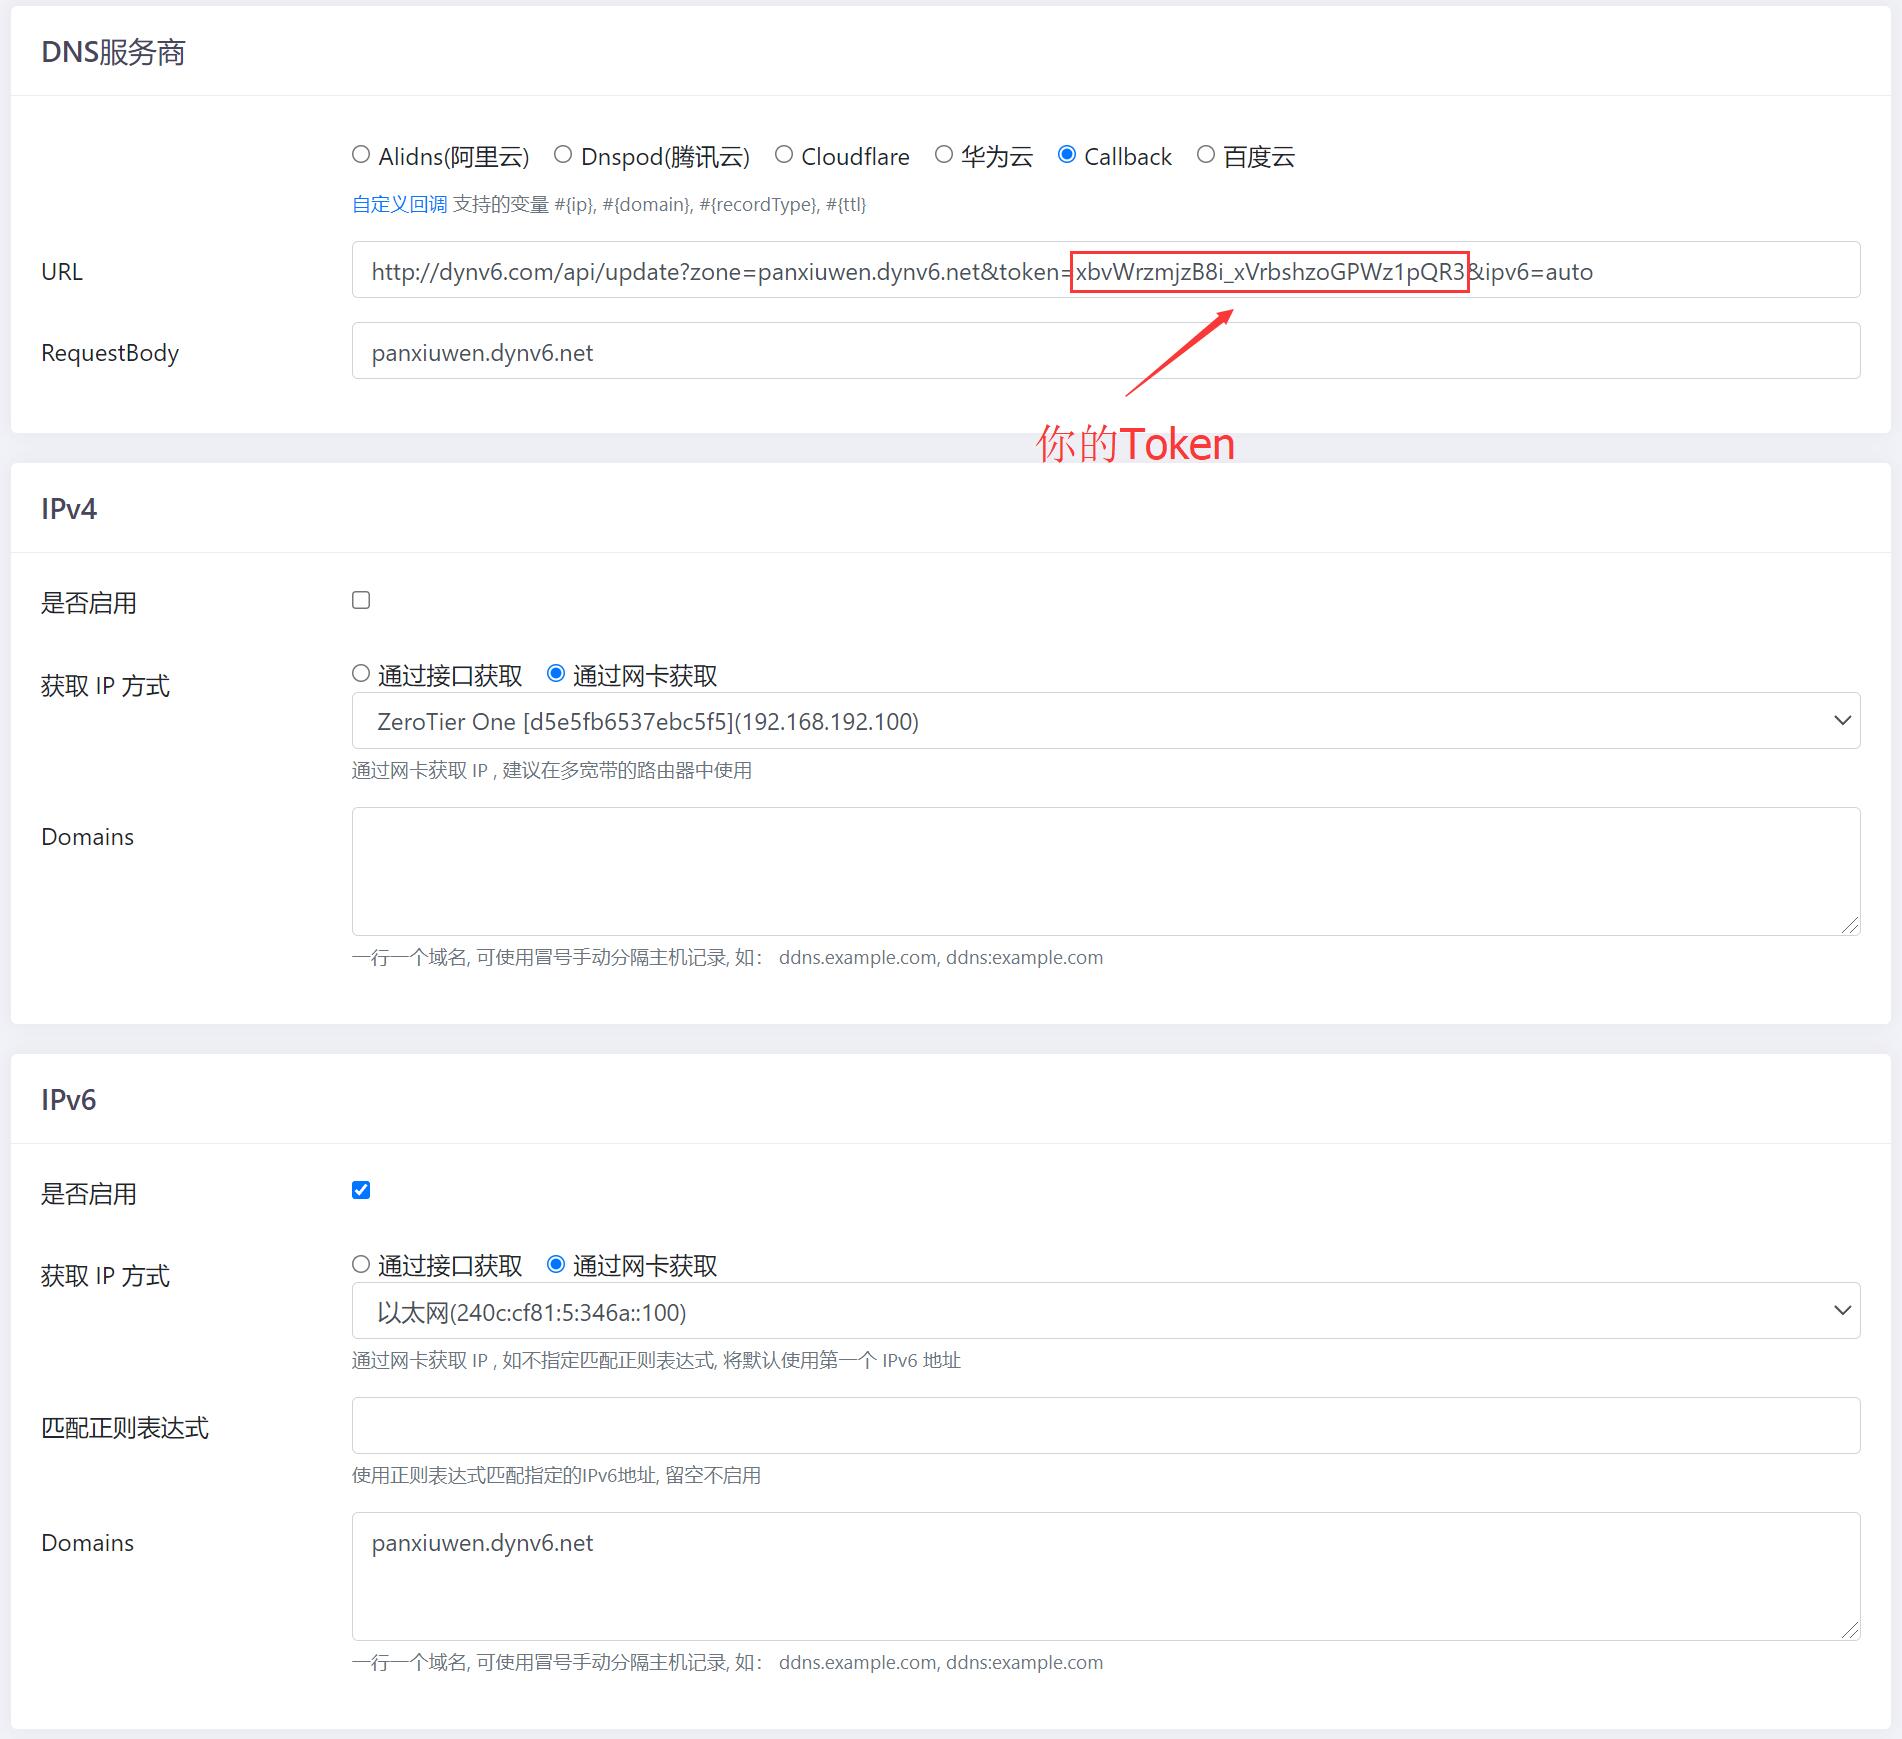 DNS服务商
Alidns(阿里云) Dnspod(腾讯云) Cloudflare 华为云 Callback 百度云
自定义回调 支持的变量 #{ip}, #{domain}, #{recordType}, #{ttl}
URL
http://dynv6.com/api/update?zone=panxiuwen.dynv6.net&token=xbvWrzmjzB8i_xVrbshzoGPWz1pQR3&ipv6=auto
RequestBody
panxiuwen.dynv6.net
你的Token
IPv4
是否启用
获取 IP 方式
通过接口获取 通过网卡获取
ZeroTier One [d5e5fb6537ebc5f5](192.168.192.100)
通过网卡获取 IP , 建议在多宽带的路由器中使用
Domains
一行一个域名, 可使用冒号手动分隔主机记录, 如： ddns.example.com, ddns:example.com
IPv6
是否启用
获取 IP 方式
通过接口获取 通过网卡获取
以太网(240c:cf81:5:346a::100)
通过网卡获取 IP , 如不指定匹配正则表达式, 将默认使用第一个 IPv6 地址
匹配正则表达式
使用正则表达式匹配指定的IPv6地址, 留空不启用
Domains
panxiuwen.dynv6.net
一行一个域名, 可使用冒号手动分隔主机记录, 如： ddns.example.com, ddns:example.com